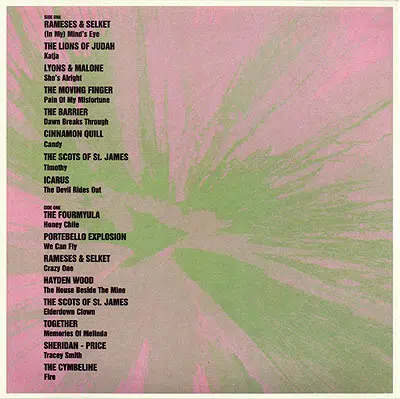 SIDE ONE
RAMESES & SELKET
(In My) Mind's Eye
THE LIONS OF JUDAH
Katja
LYONS & MALONE
She's Alright
THE MOVING FINGER
Pain Of My Misfortune
THE BARRIER
Dawn Breaks Through
CINNAMON QUILL
Candy
THE SCOTS OF St. JAMES
Timothy
ICARUS
The Devil Rides Out
SIDE ONE
THE FOURMYULA
Honey Chile
PORTEBELLO EXPLOSION
We Can Fly
RAMESES & SELKET
Crazy One
HAYDEN WOOD
The House Beside The Mine
THE SCOTS OF St. JAMES
Elderdown Clown
TOGETHER
Memories Of Melinda
SHERIDAN - PRICE
Tracey Smith
THE CYMBELINE
Fire